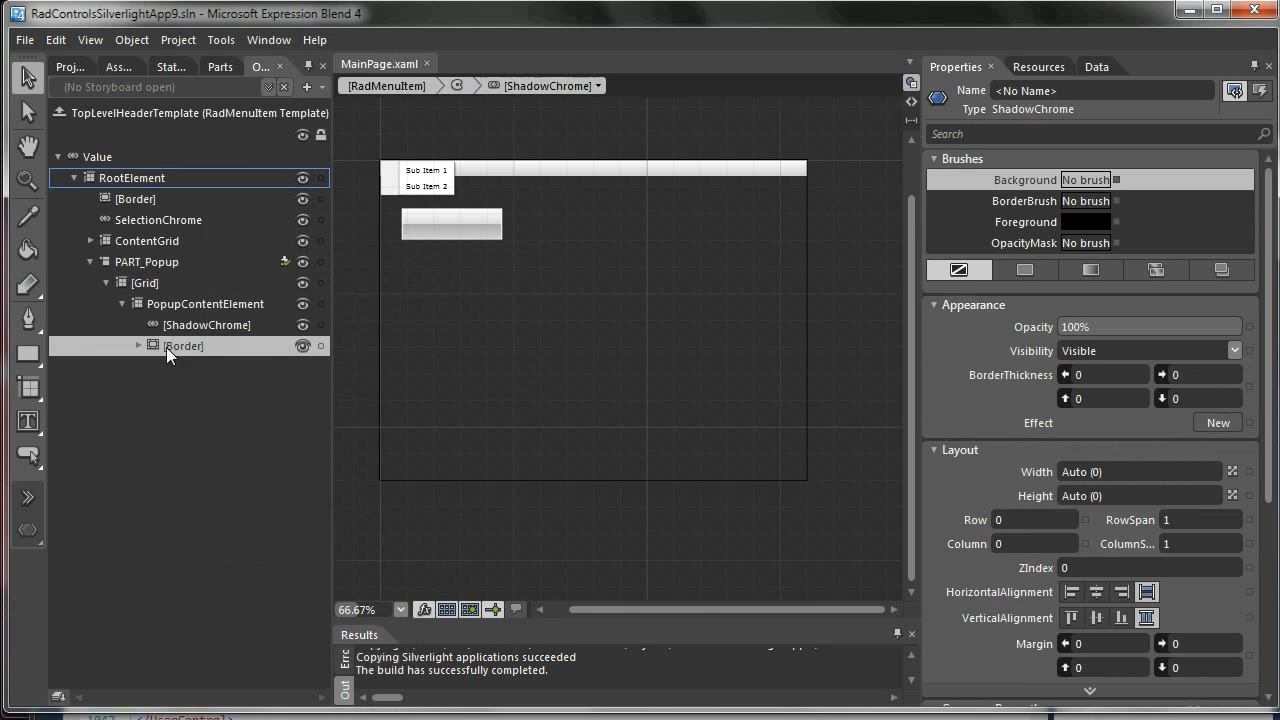 RadControlsSilverlightApp9.sln - Microsoft Expression Blend 4
File Edit View Object Project Tools Window Help
Proj... Ass... Stat... Parts O...
(No Storyboard open)
TopLevelHeaderTemplate (RadMenuItem Template)
Value
RootElement
[Border]
SelectionChrome
ContentGrid
PART_Popup
[Grid]
PopupContentElement
[ShadowChrome]
[Border]
MainPage.xaml
[RadMenuItem] [ShadowChrome]
Sub Item 1
Sub Item 2
66.67%
Results
Errc
Out
Copying Silverlight applications succeeded
The build has successfully completed.
1047 </UserControl>
Properties Resources Data
Name <No Name>
Type ShadowChrome
Search
Brushes
Background No brush
BorderBrush No brush
Foreground
OpacityMask No brush
Appearance
Opacity 100%
Visibility Visible
BorderThickness 0 0
0 0
Effect New
Layout
Width Auto (0)
Height Auto (0)
Row 0 RowSpan 1
Column 0 ColumnS... 1
ZIndex 0
HorizontalAlignment
VerticalAlignment
Margin 0 0
0 0